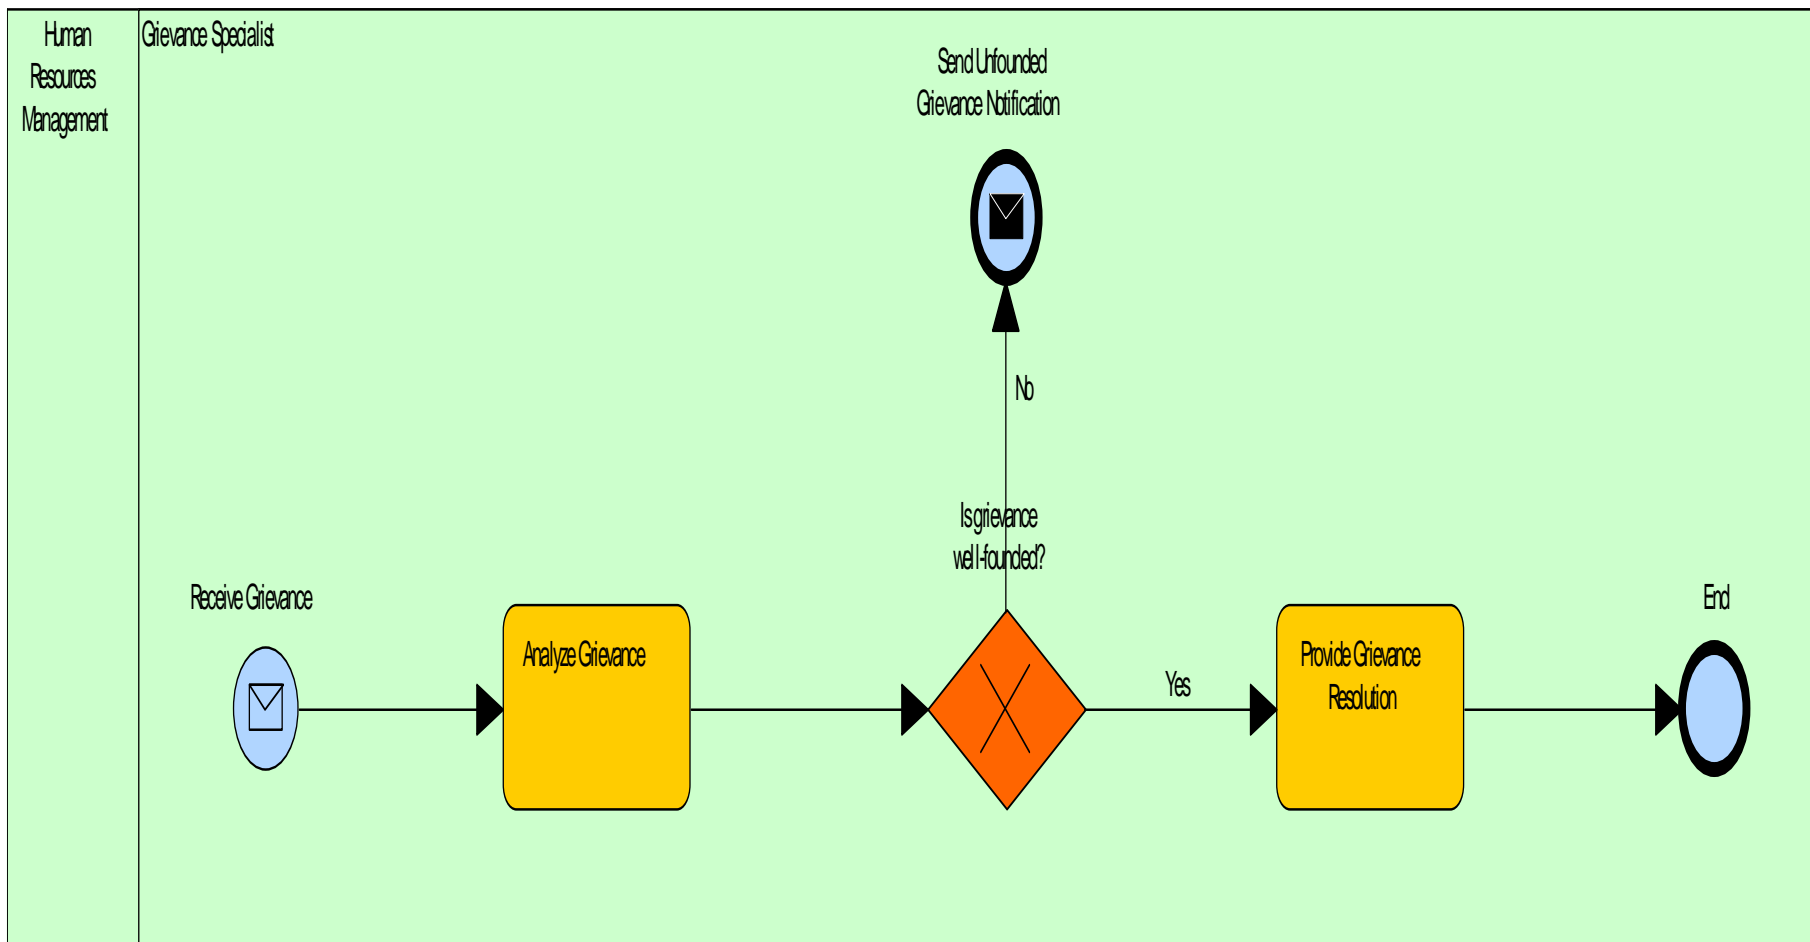 Human
Resources
Management
Grievance Specialist
Send Unfounded
Grievance Notification
No
Is grievance
well-founded?
Receive Grievance
Analyze Grievance
Yes
Provide Grievance
Resolution
End